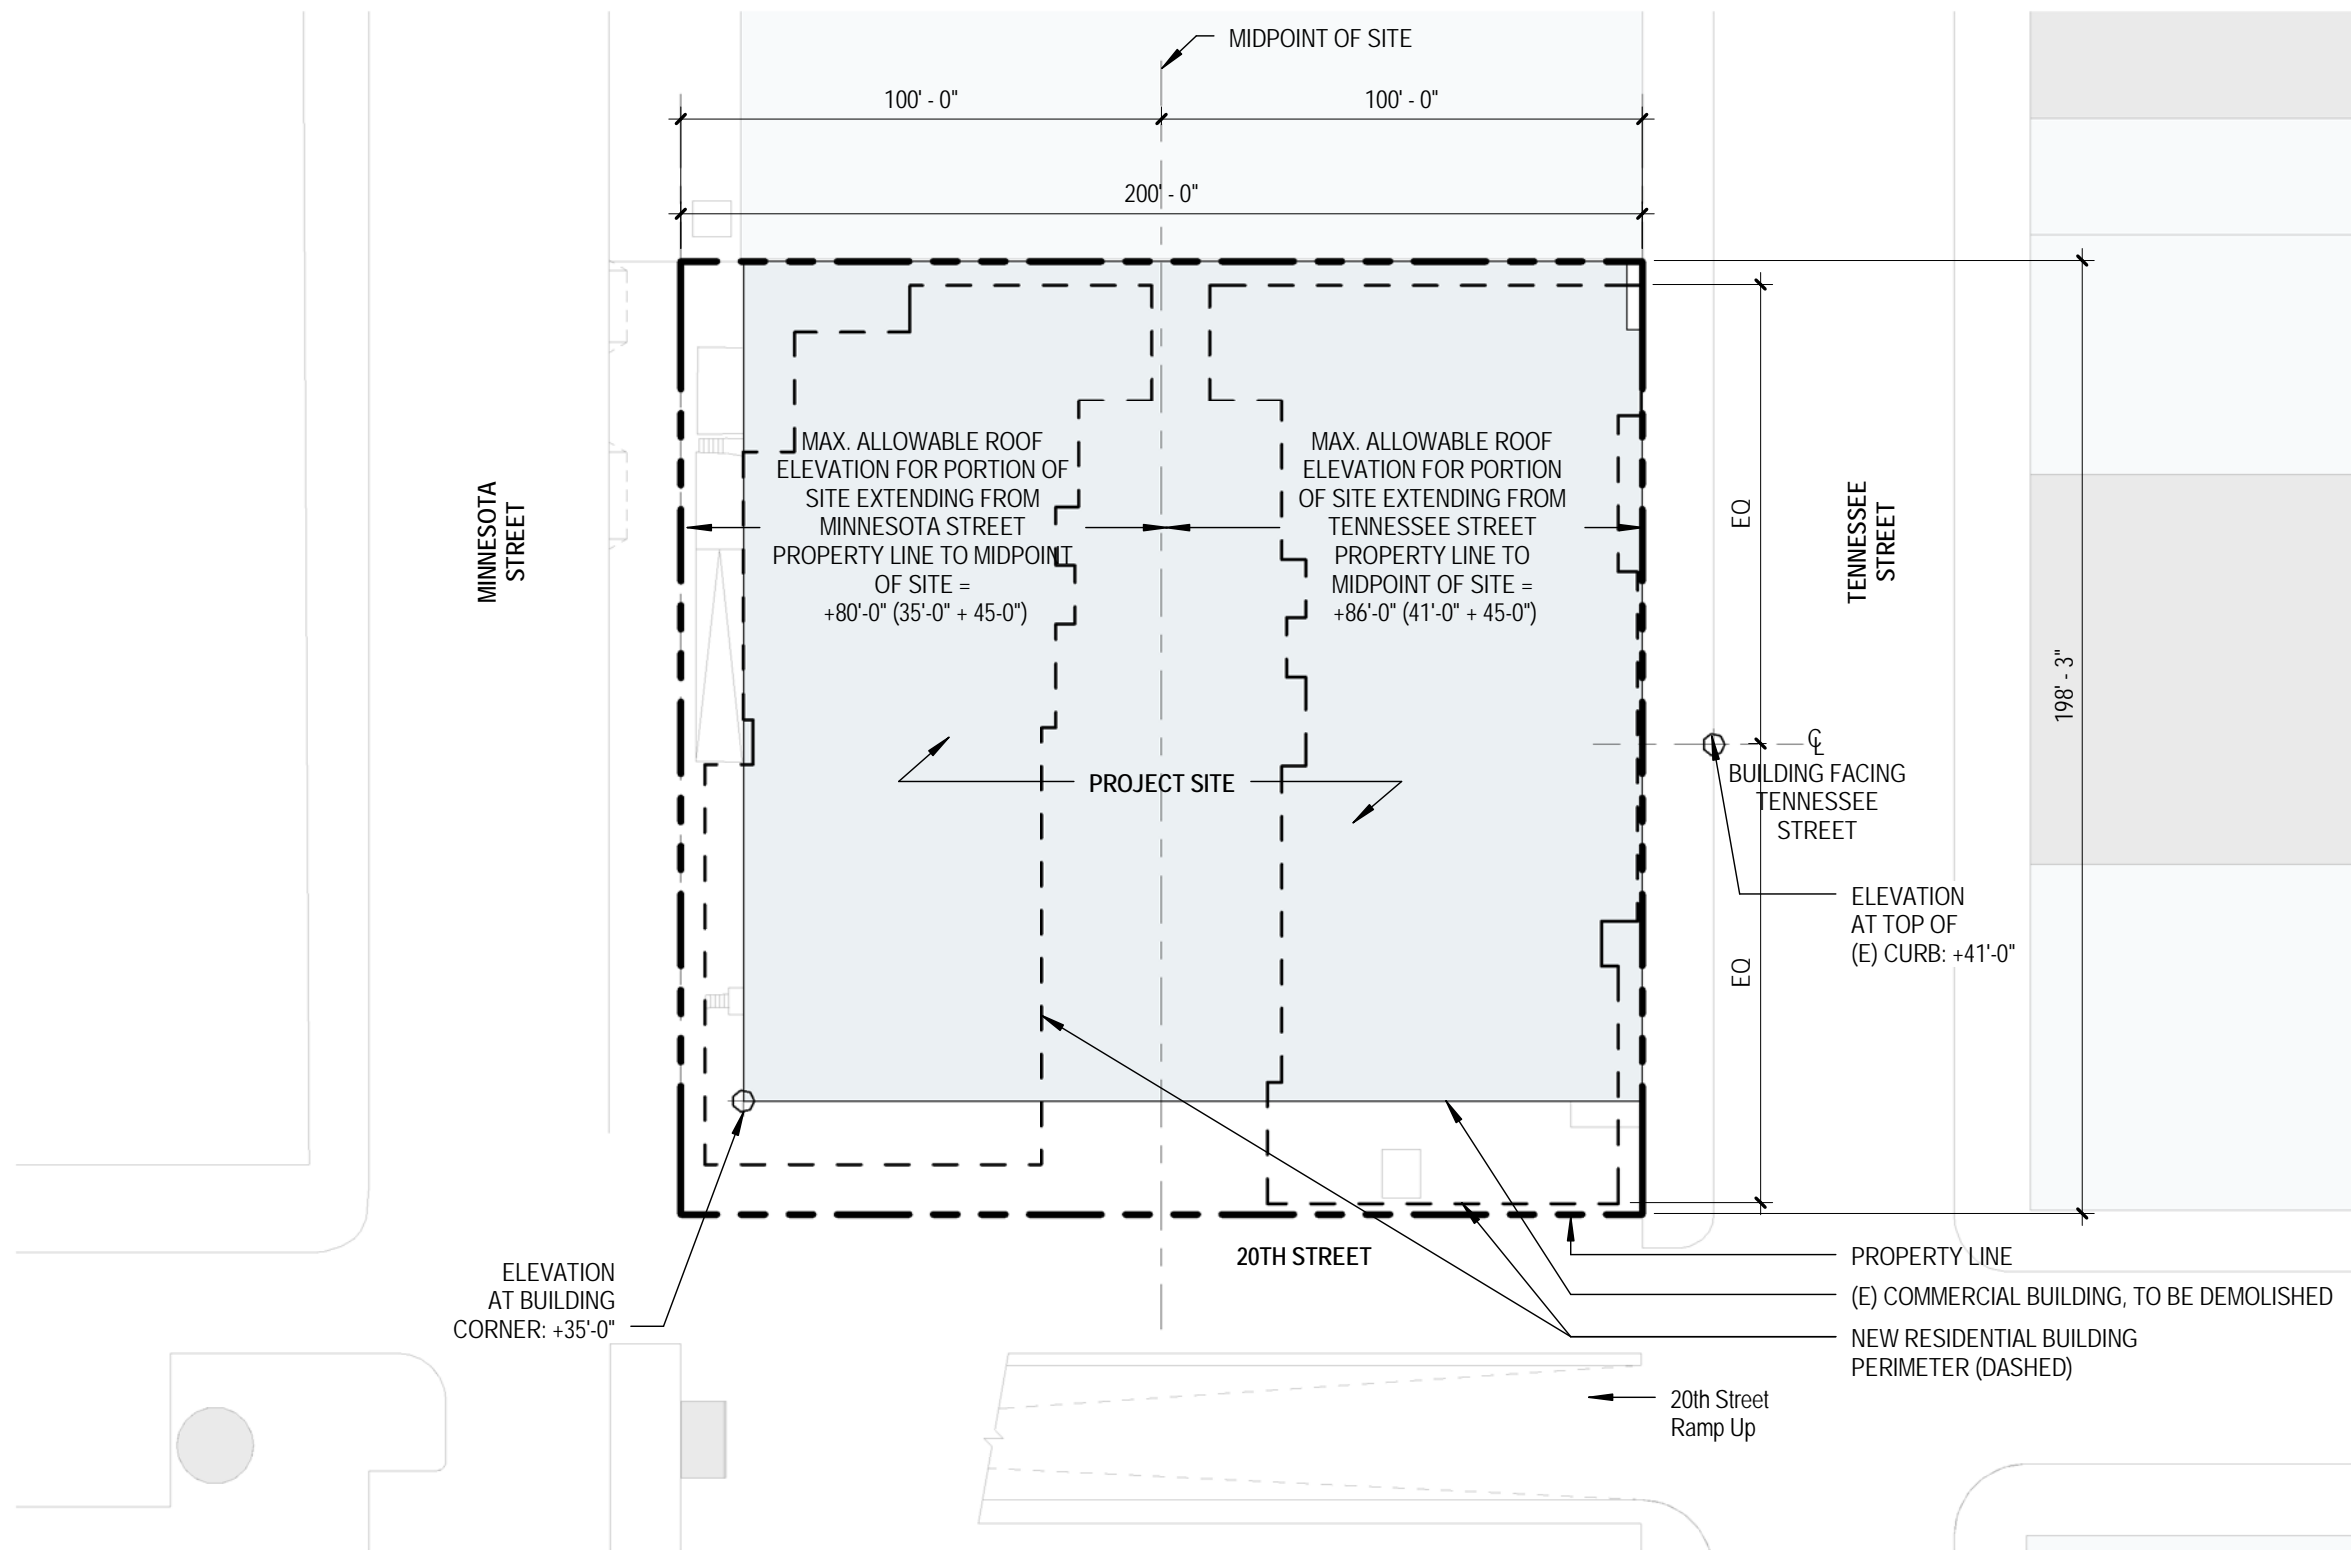 MIDPOINT OF SITE
100' - 0"
100' - 0"
200' - 0"
MAX. ALLOWABLE ROOF
ELEVATION FOR PORTION OF
SITE EXTENDING FROM
MINNESOTA STREET
PROPERTY LINE TO MIDPOINT
OF SITE =
+80'-0" (35'-0" + 45-0")
MAX. ALLOWABLE ROOF
ELEVATION FOR PORTION
OF SITE EXTENDING FROM
TENNESSEE STREET
PROPERTY LINE TO
MIDPOINT OF SITE =
+86'-0" (41'-0" + 45-0")
MINNESOTA
STREET
EQ
TENNESSEE
STREET
198' - 3"
PROJECT SITE
CL
BUILDING FACING
TENNESSEE
STREET
ELEVATION
AT TOP OF
(E) CURB: +41'-0"
EQ
20TH STREET
ELEVATION
AT BUILDING
CORNER: +35'-0"
PROPERTY LINE
(E) COMMERCIAL BUILDING, TO BE DEMOLISHED
NEW RESIDENTIAL BUILDING
PERIMETER (DASHED)
20th Street
Ramp Up